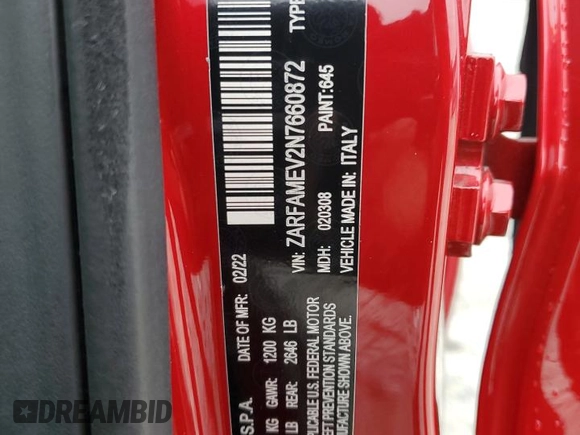 S.P.A. DATE OF MFR: 02/22
KG GAWR: 1200 KG
LB REAR: 2646 LB
PLICABLE U.S. FEDERAL MOTOR
EFT PREVENTION STANDARDS
NUFACTURE SHOWN ABOVE.
VIN: ZARFAMEV2N7660872 TYPE
MDH: 020308 PAINT:645
VEHICLE MADE IN: ITALY
DREAMBID